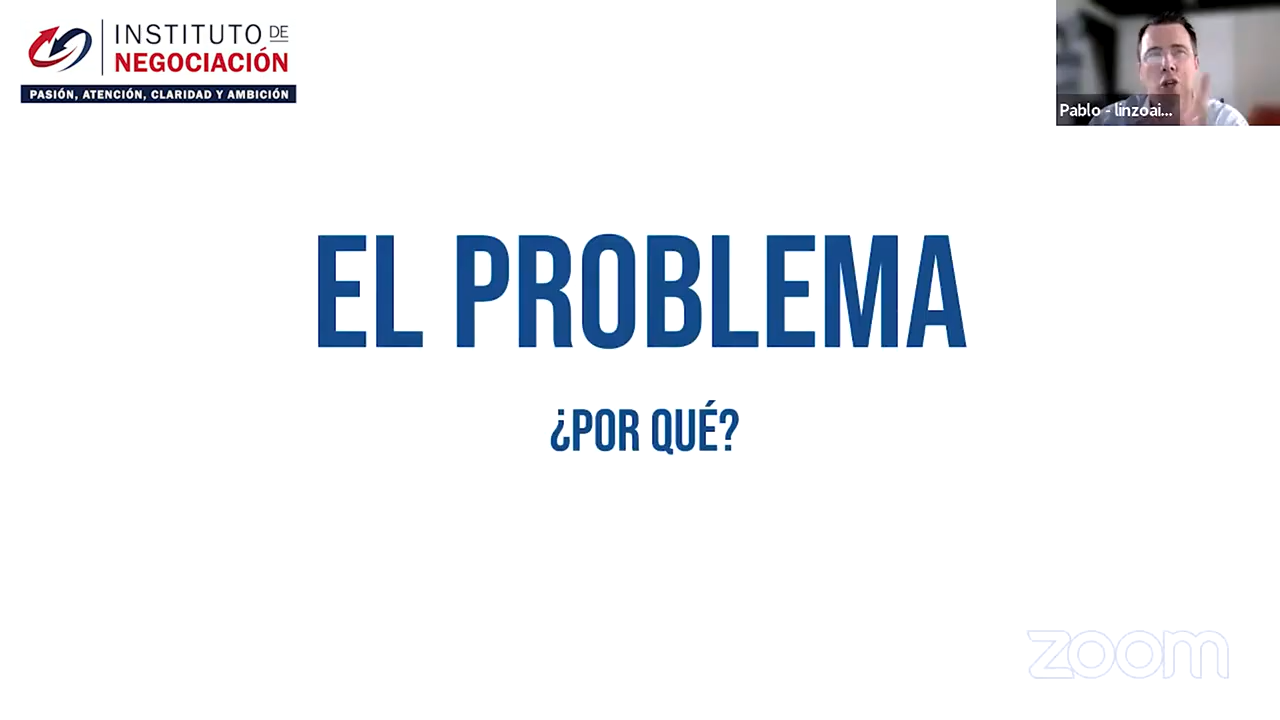 INSTITUTO DE
NEGOCIACIÓN
PASIÓN, ATENCIÓN, CLARIDAD Y AMBICIÓN
Pablo - linzoai...
EL PROBLEMA
¿POR QUÉ?
zoom